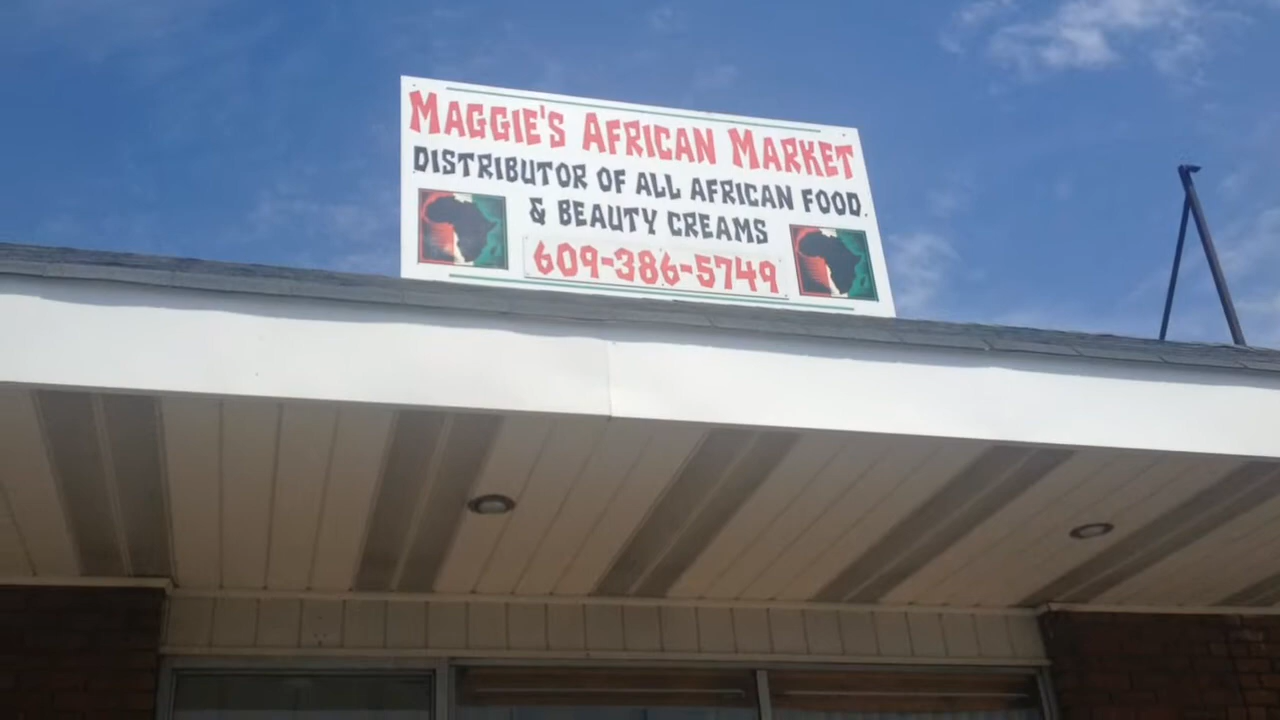 MAGGIE'S AFRICAN MARKET
DISTRIBUTOR OF ALL AFRICAN FOOD.
& BEAUTY CREAMS
609-386-5749